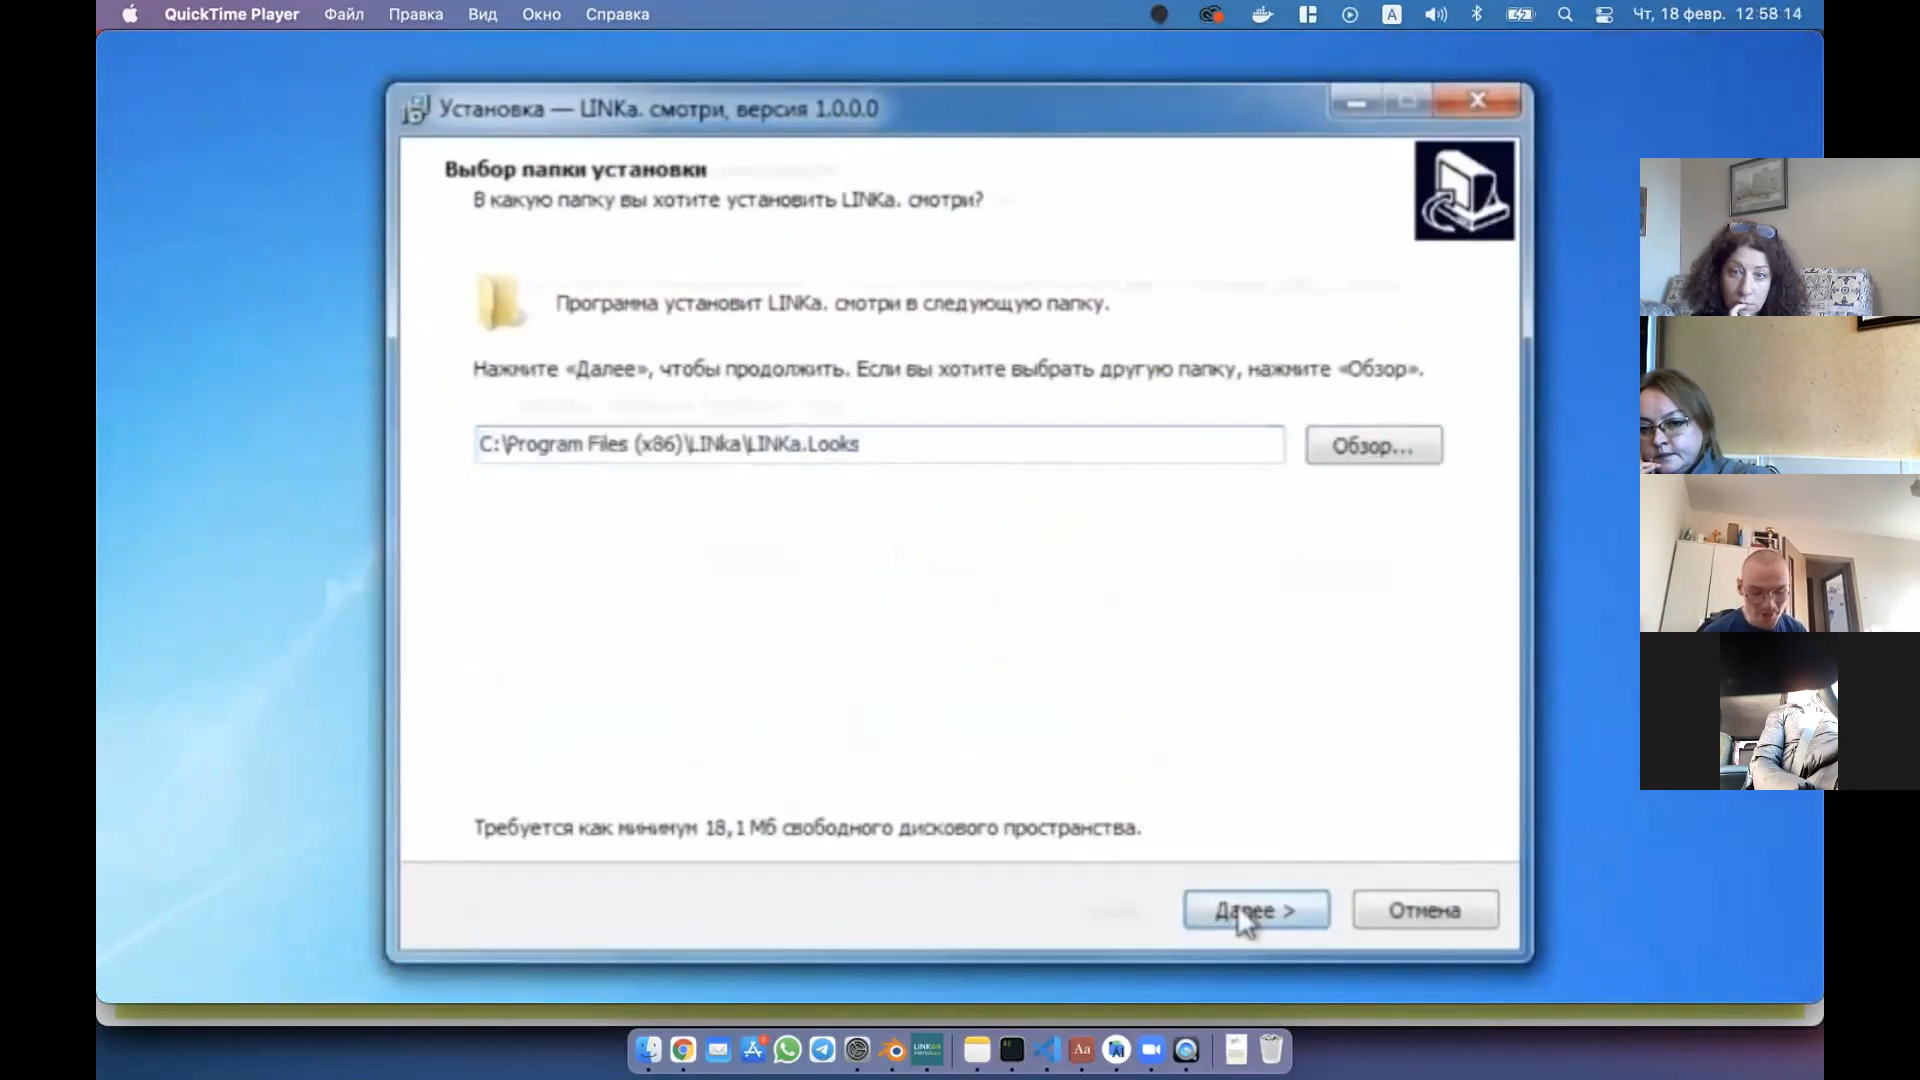 QuickTime Player Файл Правка Вид Окно Справка A Чт, 18 февр. 12:58:14
Установка — LINKa. смотри, версия 1.0.0.0
Выбор папки установки
В какую папку вы хотите установить LINKa. смотри?
Программа установит LINKa. смотри в следующую папку.
Нажмите «Далее», чтобы продолжить. Если вы хотите выбрать другую папку, нажмите «Обзор».
C:\Program Files (x86)\LINka\LINKa.Looks
Обзор...
Требуется как минимум 18,1 Мб свободного дискового пространства.
Далее > Отмена
Aa